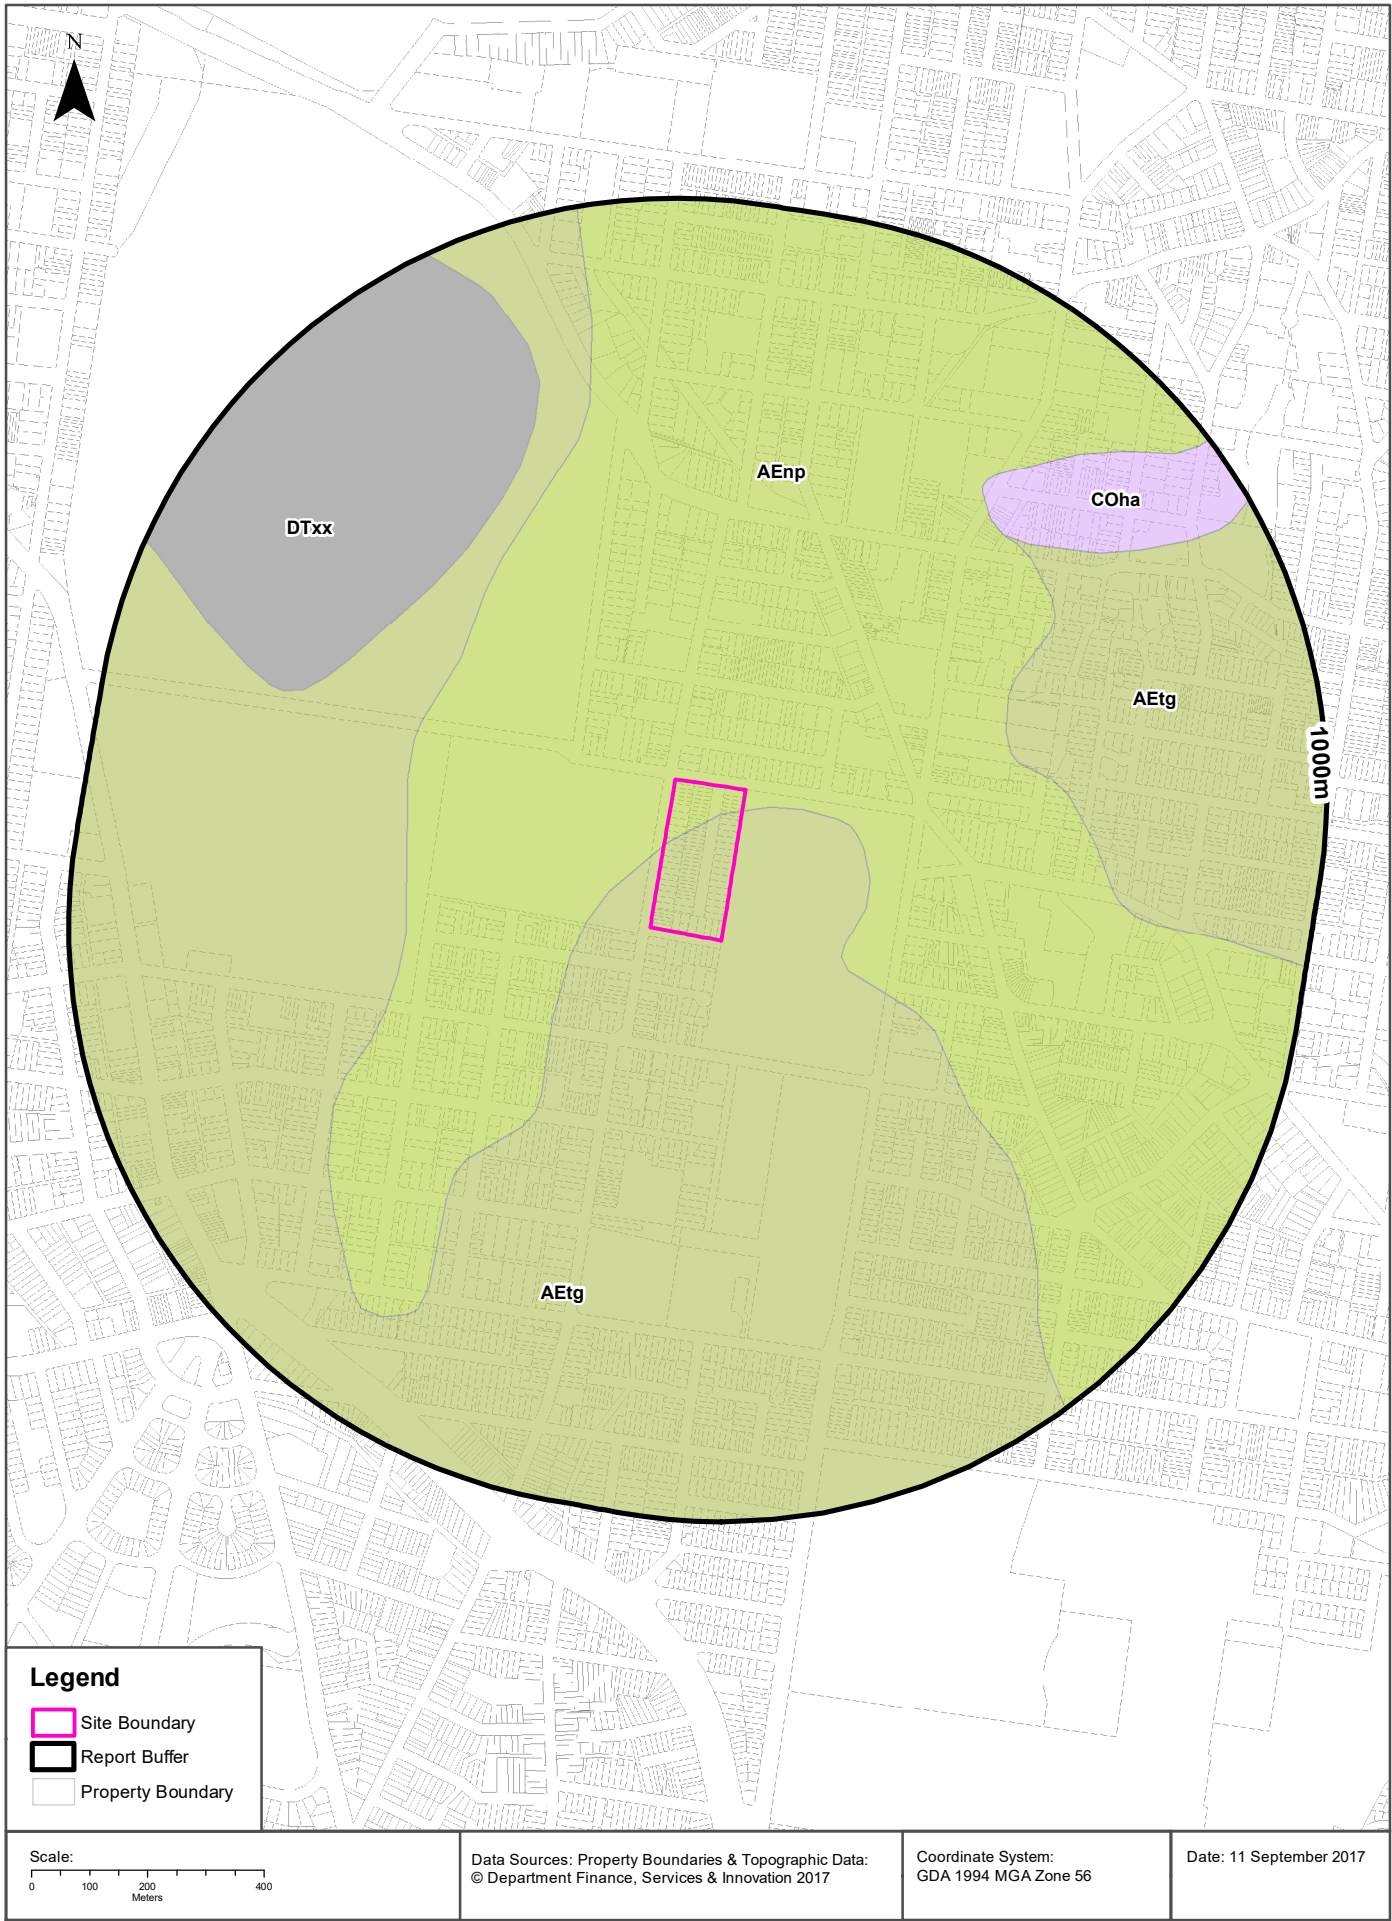 N
AEnp
DTxx
COha
AEtg
1000m
AEtg
Legend
Site Boundary
Report Buffer
Property Boundary
Scale:
0 100 200 400
Meters
Data Sources: Property Boundaries & Topographic Data:
© Department Finance, Services & Innovation 2017
Coordinate System:
GDA 1994 MGA Zone 56
Date: 11 September 2017